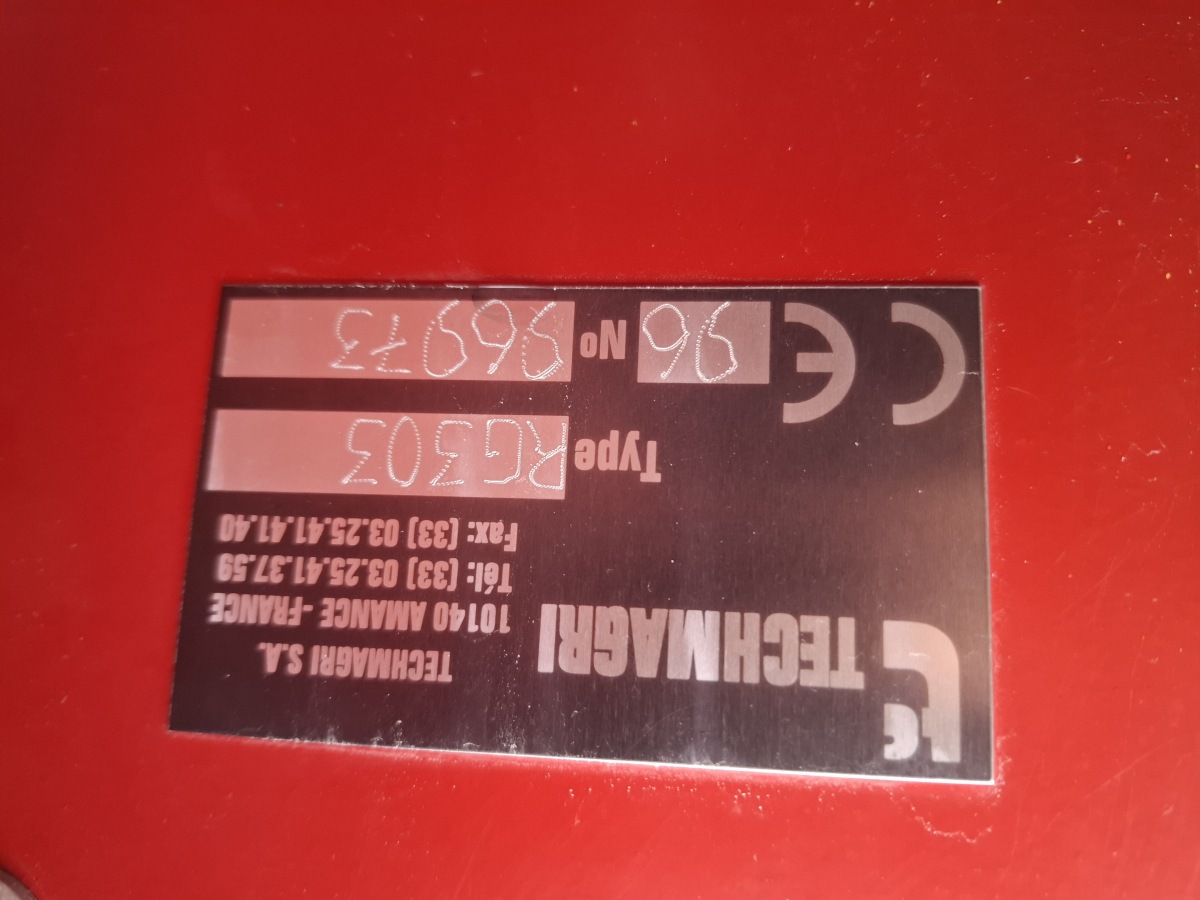 TECHMAGRI
TECHMAGRI S.A.
10140 AMANCE -FRANCE
Tél: (33) 03.25.41.37.59
Fax: (33) 03.25.41.41.40
Type RG303
CE 96 No 96973